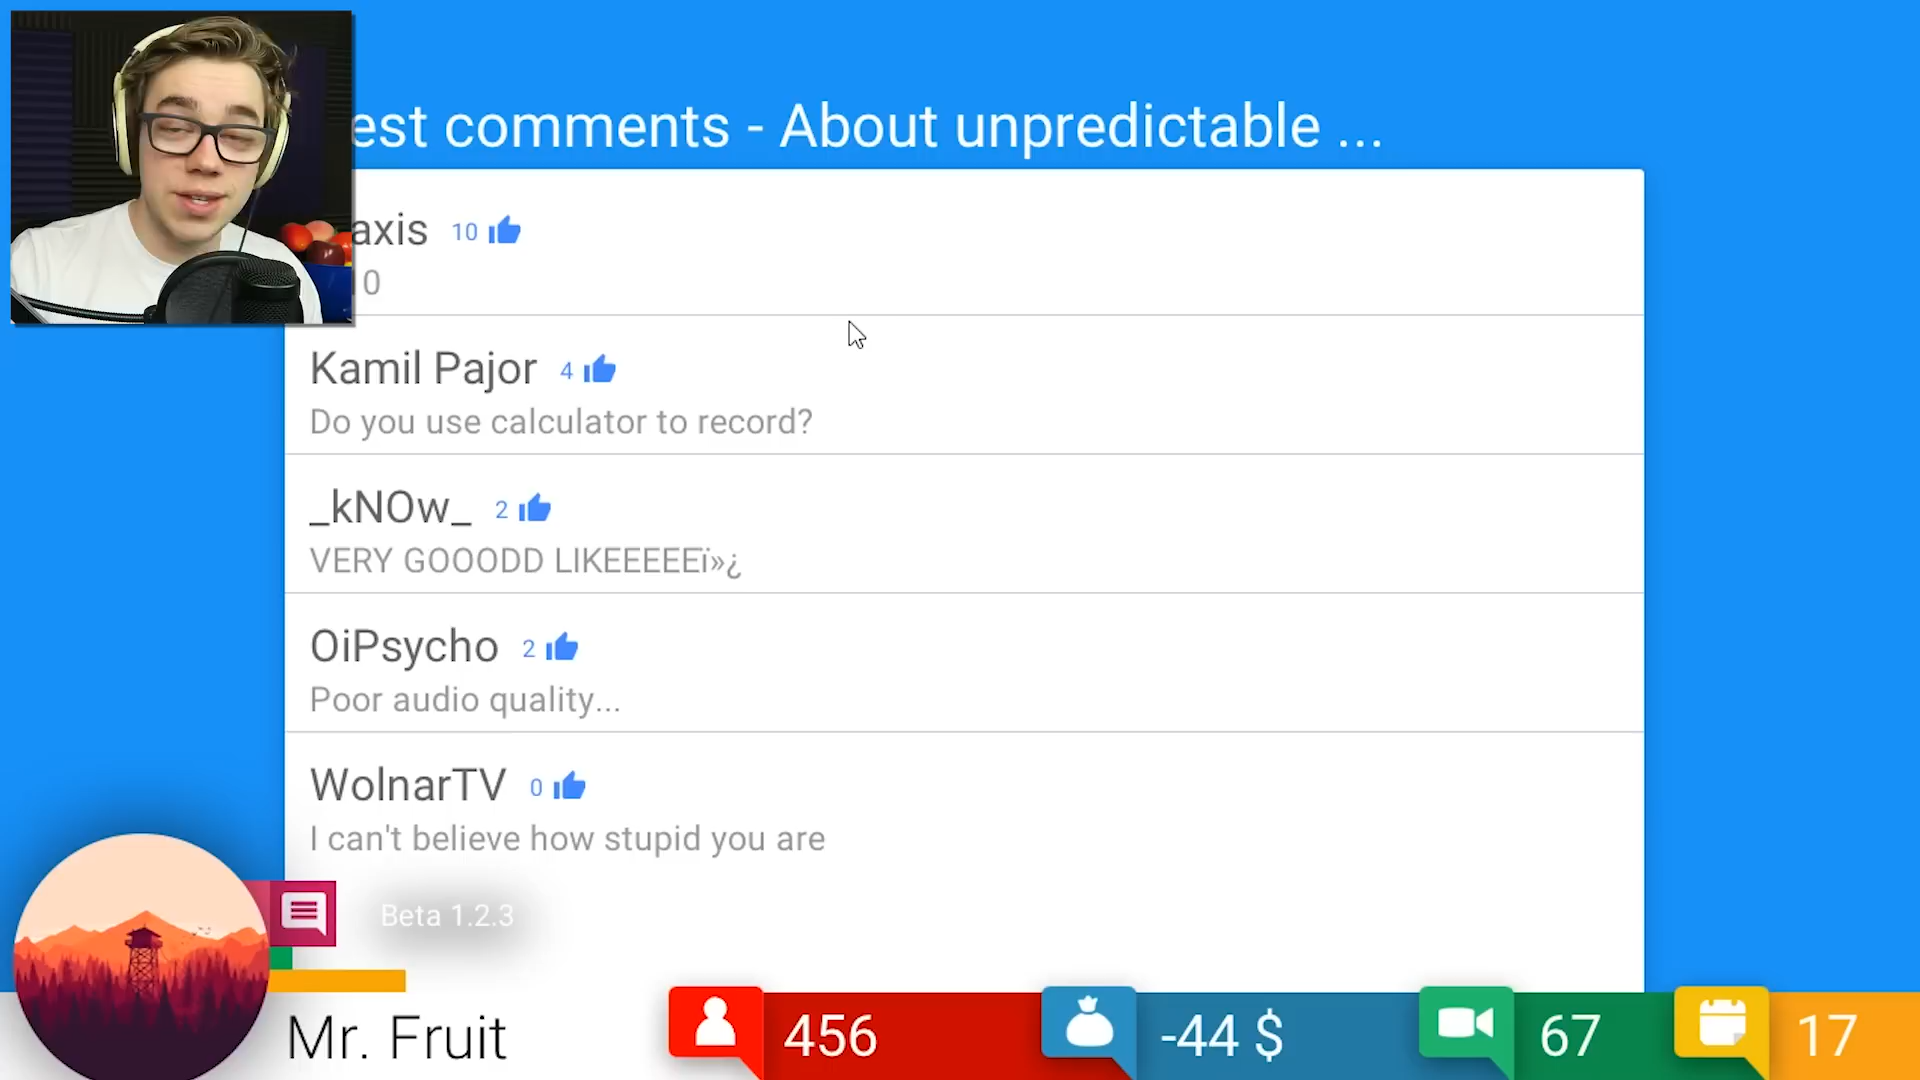 est comments - About unpredictable ...
axis 10
10
Kamil Pajor 4
Do you use calculator to record?
_kNOw_ 2
VERY GOOODD LIKEEEEEï»¿
OiPsycho 2
Poor audio quality...
WolnarTV 0
I can't believe how stupid you are
Beta 1.2.3
Mr. Fruit
456
-44 $
67
17